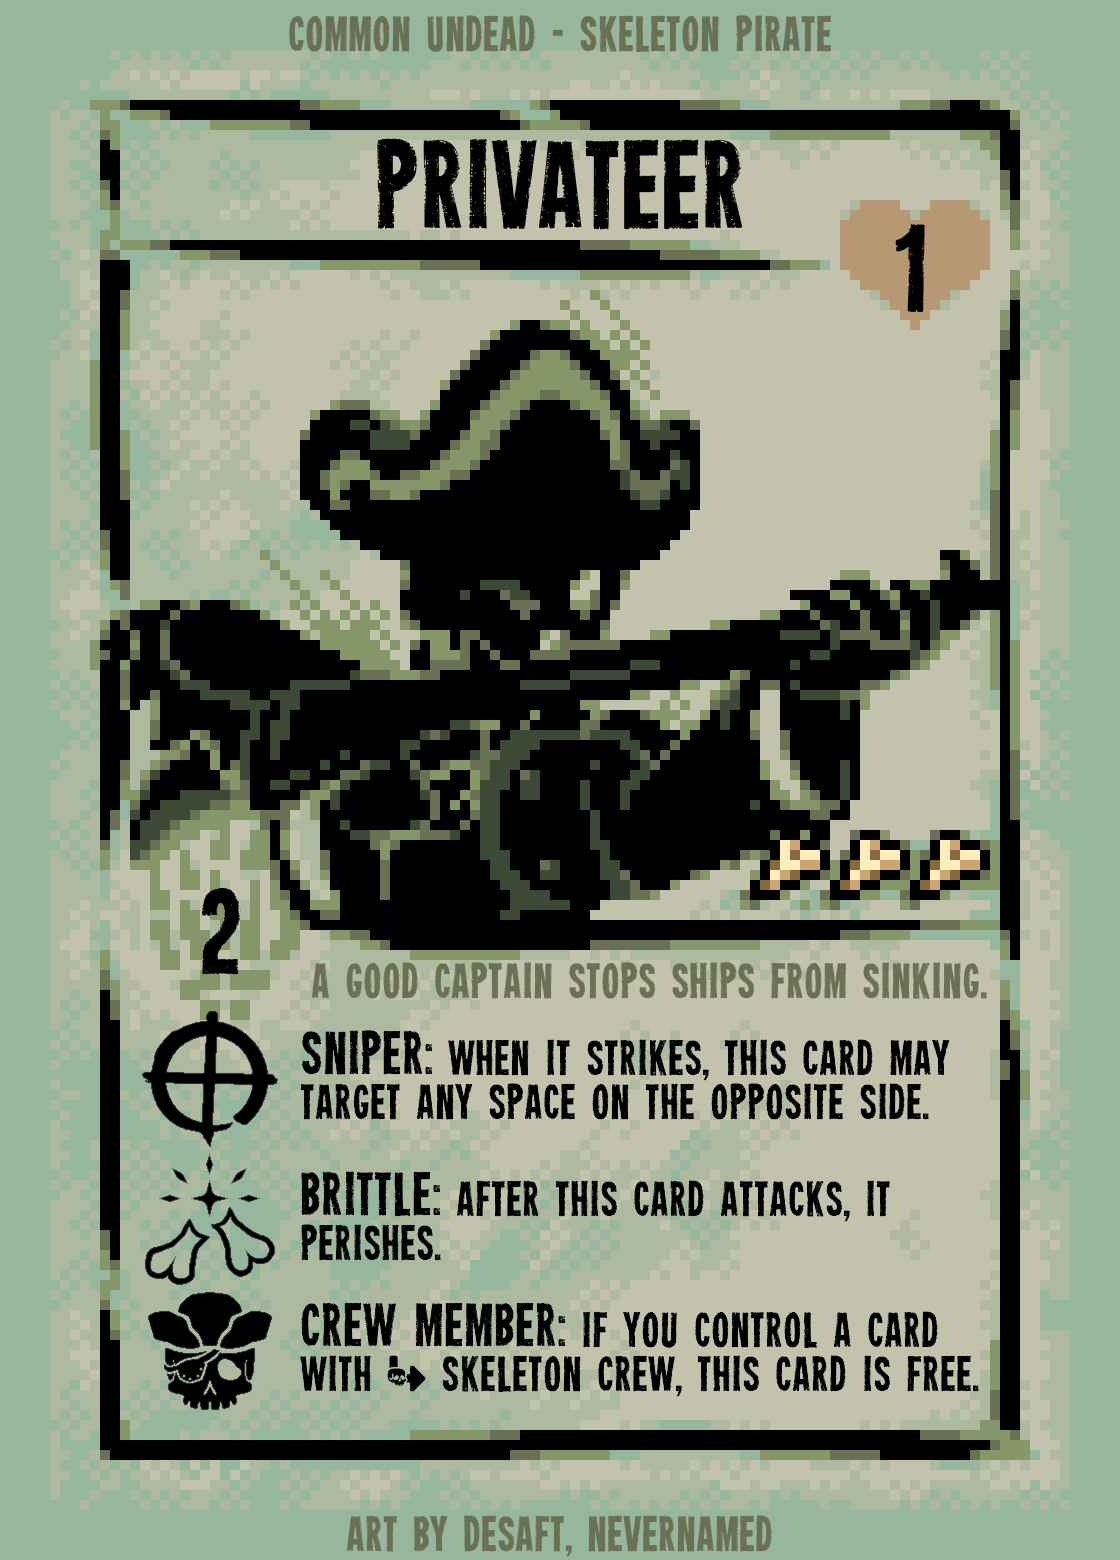 COMMON UNDEAD - SKELETON PIRATE
PRIVATEER
1
2
A GOOD CAPTAIN STOPS SHIPS FROM SINKING.
SNIPER: WHEN IT STRIKES, THIS CARD MAY
TARGET ANY SPACE ON THE OPPOSITE SIDE.
BRITTLE: AFTER THIS CARD ATTACKS, IT
PERISHES.
CREW MEMBER: IF YOU CONTROL A CARD
WITH SKELETON CREW, THIS CARD IS FREE.
ART BY DESAFT, NEVERNAMED